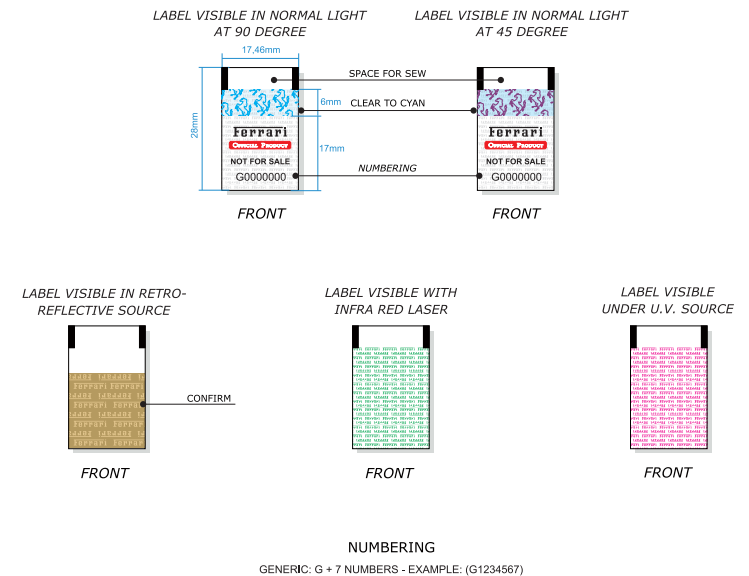 LABEL VISIBLE IN NORMAL LIGHT
AT 90 DEGREE
LABEL VISIBLE IN NORMAL LIGHT
AT 45 DEGREE
17,46mm
SPACE FOR SEW
28mm
6mm
CLEAR TO CYAN
17mm
Ferrari
OFFICIAL PRODUCT
NOT FOR SALE
G0000000
NUMBERING
Ferrari
OFFICIAL PRODUCT
NOT FOR SALE
G0000000
FRONT
FRONT
LABEL VISIBLE IN RETRO-
REFLECTIVE SOURCE
LABEL VISIBLE WITH
INFRA RED LASER
LABEL VISIBLE
UNDER U.V. SOURCE
CONFIRM
FRONT
FRONT
FRONT
NUMBERING
GENERIC: G + 7 NUMBERS - EXAMPLE: (G1234567)